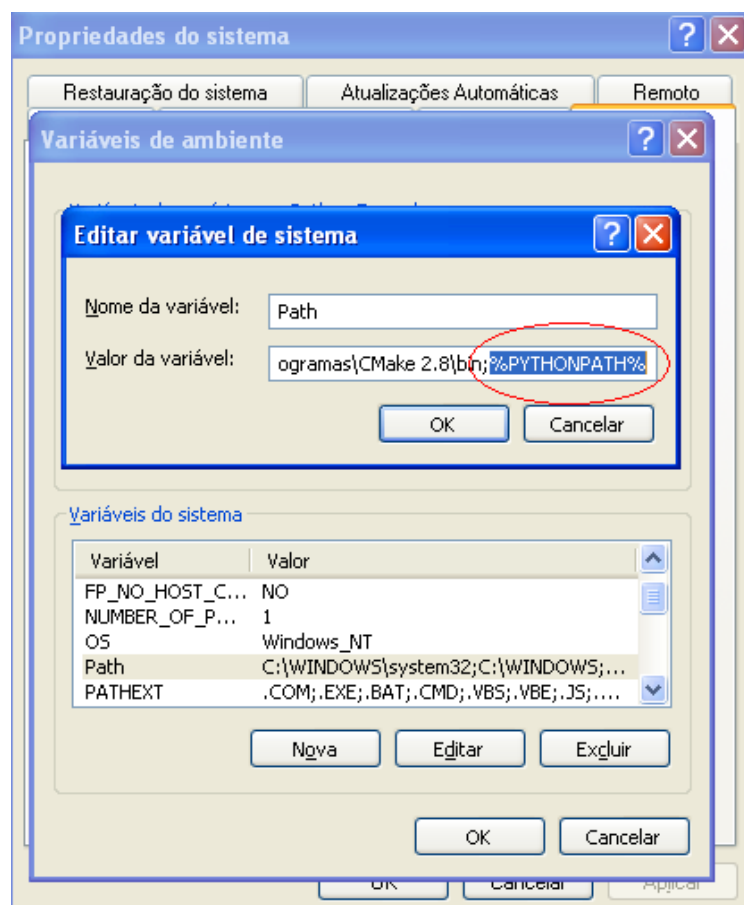 Propriedades do sistema
Restauração do sistema
Atualizações Automáticas
Remoto
Variáveis de ambiente
Editar variável de sistema
Nome da variável:
Path
Valor da variável:
ogramas\CMake 2.8\bin;%PYTHONPATH%
OK
Cancelar
Variáveis do sistema
Variável Valor
FP_NO_HOST_C... NO
NUMBER_OF_P... 1
OS Windows_NT
Path C:\WINDOWS\system32;C:\WINDOWS;...
PATHEXT .COM;.EXE;.BAT;.CMD;.VBS;.VBE;.JS;....
Nova
Editar
Excluir
OK
Cancelar
OK
Cancelar
Aplicar